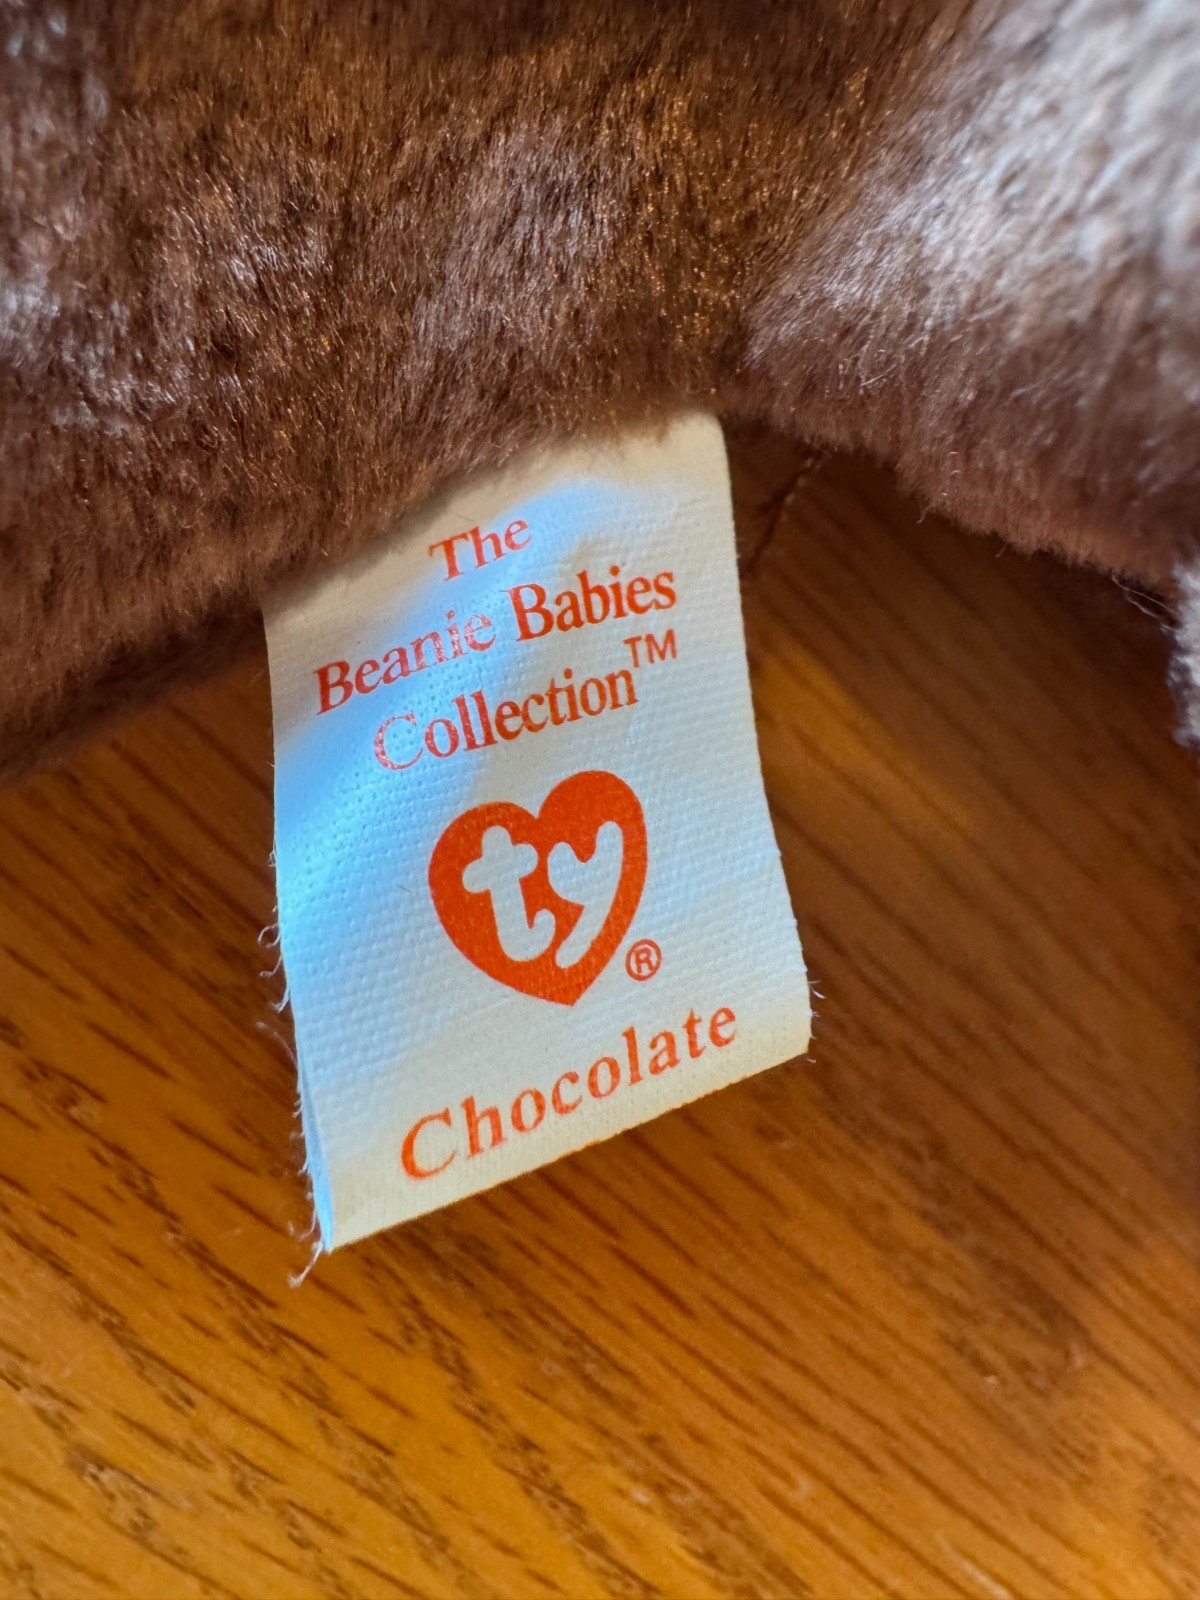 The
Beanie Babies
Collection™
ty®
Chocolate